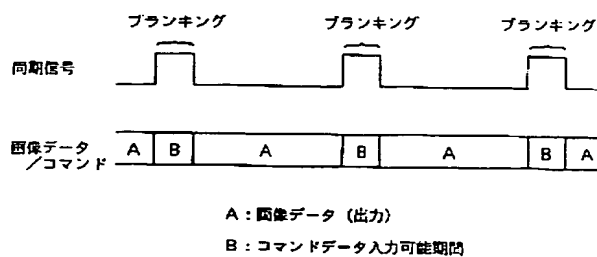 ブランキング ブランキング ブランキング
同期信号
画像データ
/コマンド
A B A B A B A
A:画像データ(出力)
B:コマンドデータ入力可能期間